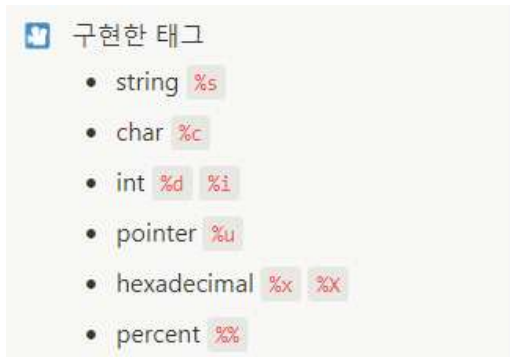 구현한 태그
string %s
char %c
int %d %i
pointer %u
hexadecimal %x %X
percent %%